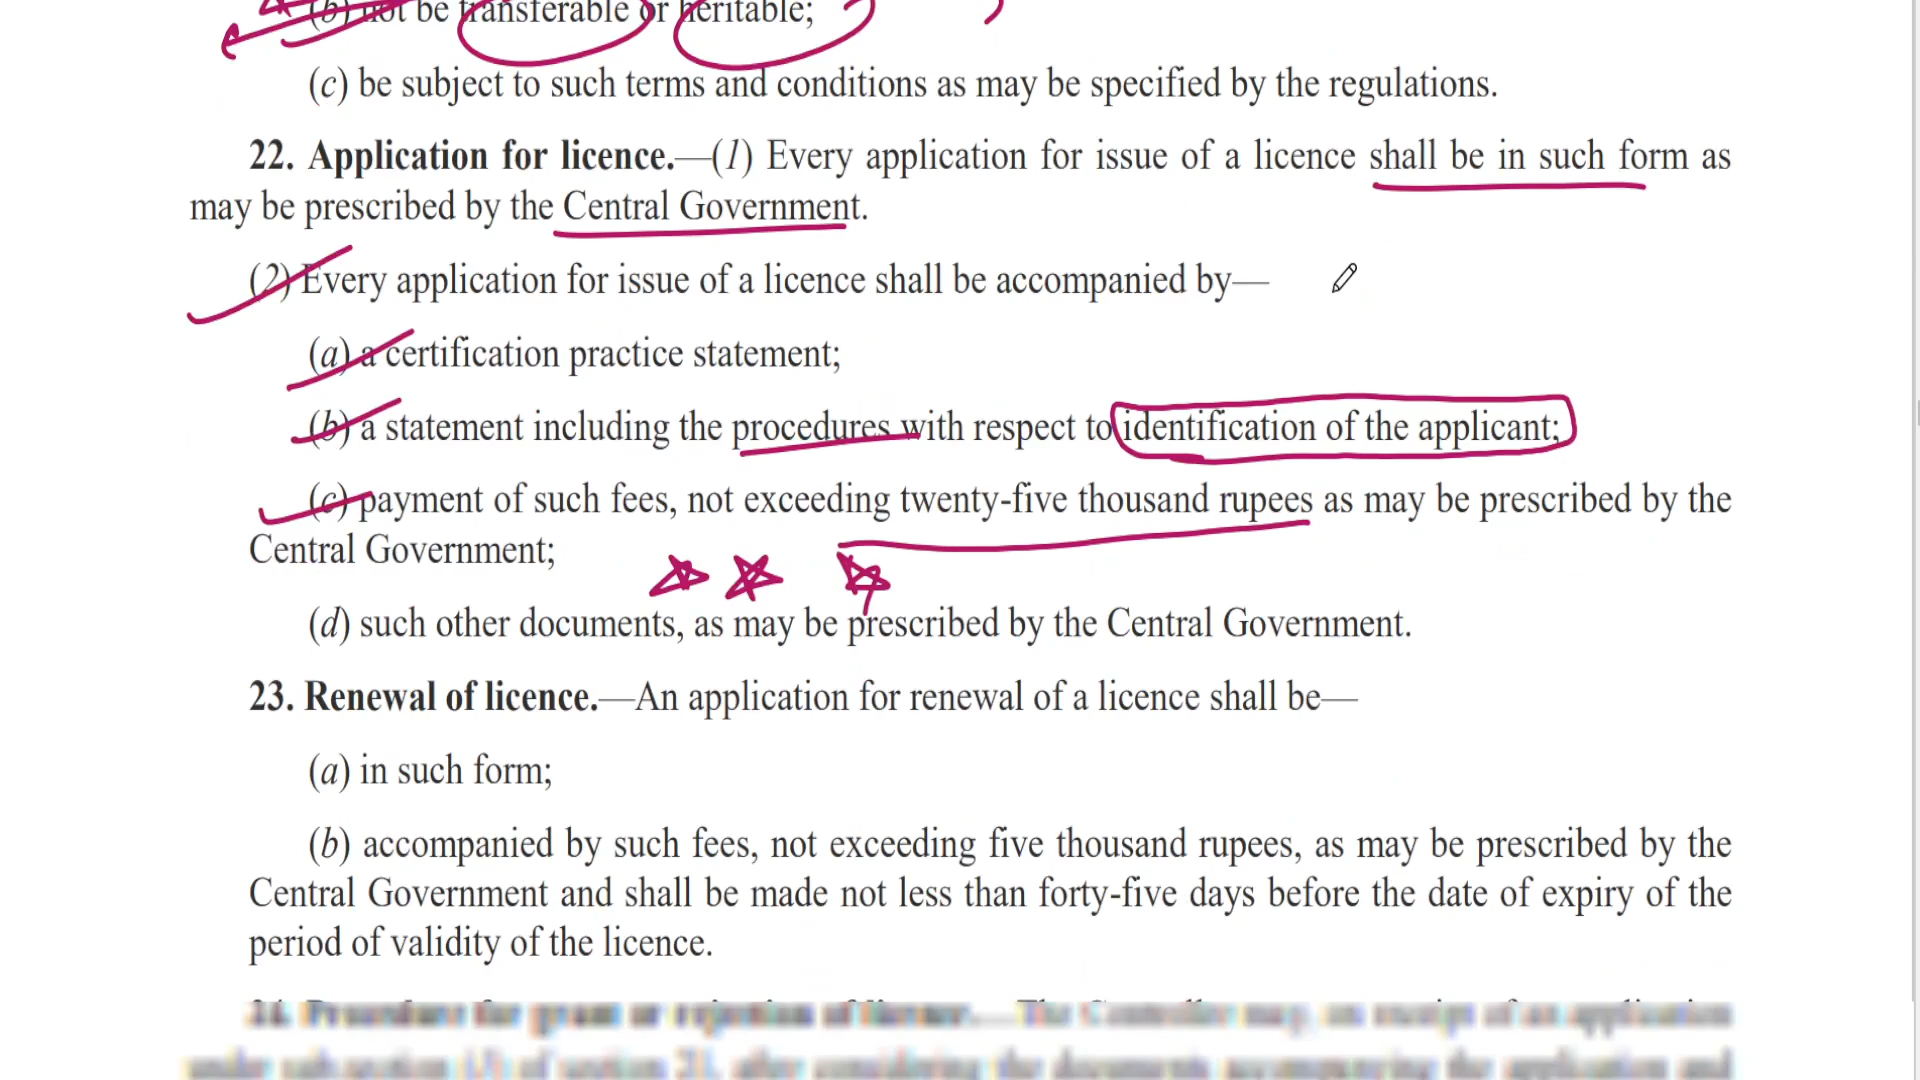 (b) not be transferable or heritable;
(c) be subject to such terms and conditions as may be specified by the regulations.
22. Application for licence.—(1) Every application for issue of a licence shall be in such form as
may be prescribed by the Central Government.
(2) Every application for issue of a licence shall be accompanied by—
(a) a certification practice statement;
(b) a statement including the procedures with respect to identification of the applicant;
(c) payment of such fees, not exceeding twenty-five thousand rupees as may be prescribed by the
Central Government;
(d) such other documents, as may be prescribed by the Central Government.
23. Renewal of licence.—An application for renewal of a licence shall be—
(a) in such form;
(b) accompanied by such fees, not exceeding five thousand rupees, as may be prescribed by the
Central Government and shall be made not less than forty-five days before the date of expiry of the
period of validity of the licence.